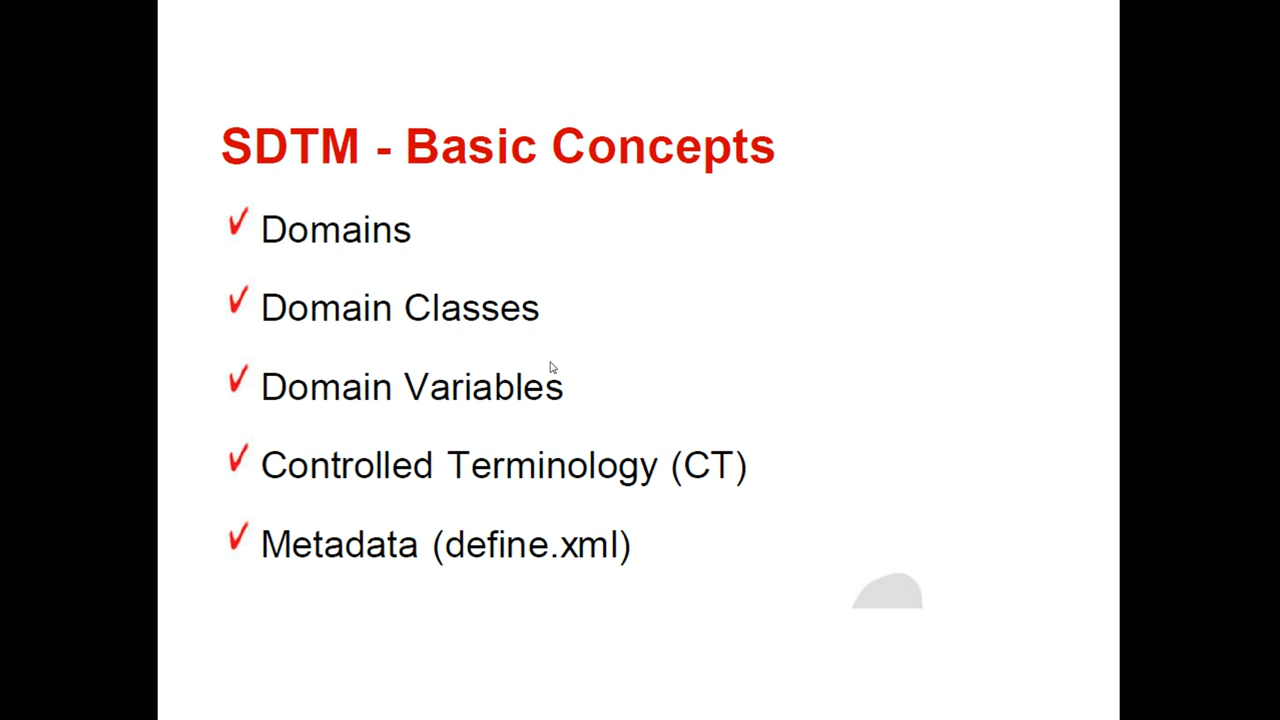 SDTM - Basic Concepts
Domains
Domain Classes
Domain Variables
Controlled Terminology (CT)
Metadata (define.xml)